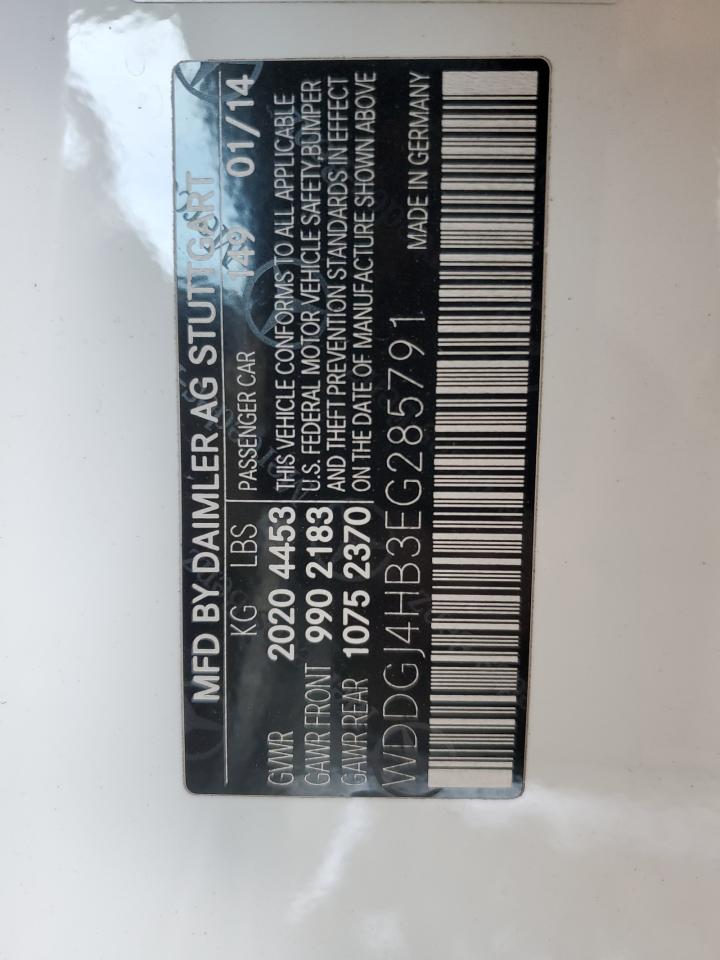 MFD BY DAIMLER AG STUTTGART
KG LBS PASSENGER CAR 149 01/14
GVWR 2020 4453 THIS VEHICLE CONFORMS TO ALL APPLICABLE
GAWR FRONT 990 2183 U.S. FEDERAL MOTOR VEHICLE SAFETY,BUMPER
GAWR REAR 1075 2370 AND THEFT PREVENTION STANDARDS IN EFFECT
ON THE DATE OF MANUFACTURE SHOWN ABOVE
WDDGJ4HB3EG285791 MADE IN GERMANY